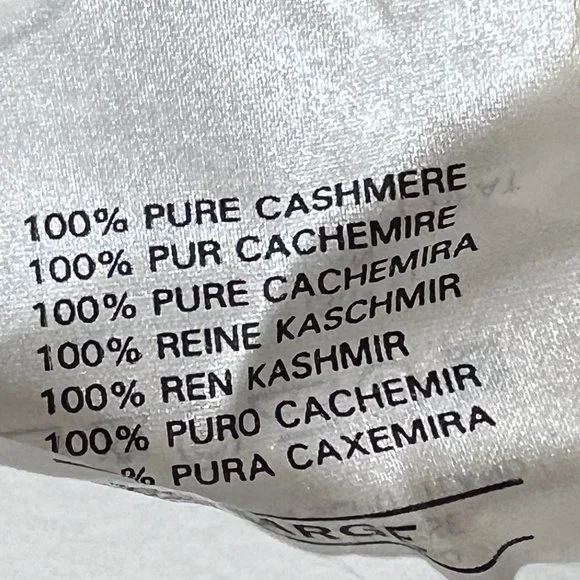 100% PURE CASHMERE
100% PUR CACHEMIRE
100% PURE CACHEMIRA
100% REINE KASCHMIR
100% REN KASHMIR
100% PURO CACHEMIR
% PURA CAXEMIRA
ARGE